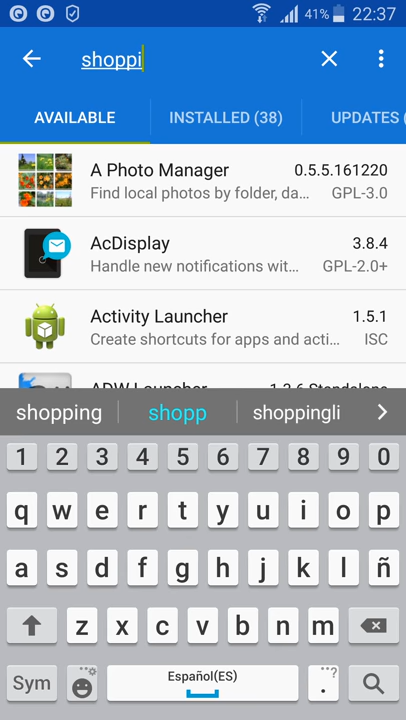 41% 22:37
shoppi
AVAILABLE INSTALLED (38) UPDATES (
A Photo Manager 0.5.5.161220
Find local photos by folder, da... GPL-3.0
AcDisplay 3.8.4
Handle new notifications wit... GPL-2.0+
Activity Launcher 1.5.1
Create shortcuts for apps and acti... ISC
ADW Launcher 1.3.6 Standalone
shopping shopp shoppingli
1 2 3 4 5 6 7 8 9 0
q w e r t y u i o p
a s d f g h j k l ñ
z x c v b n m
Sym Español(ES) . ,,?